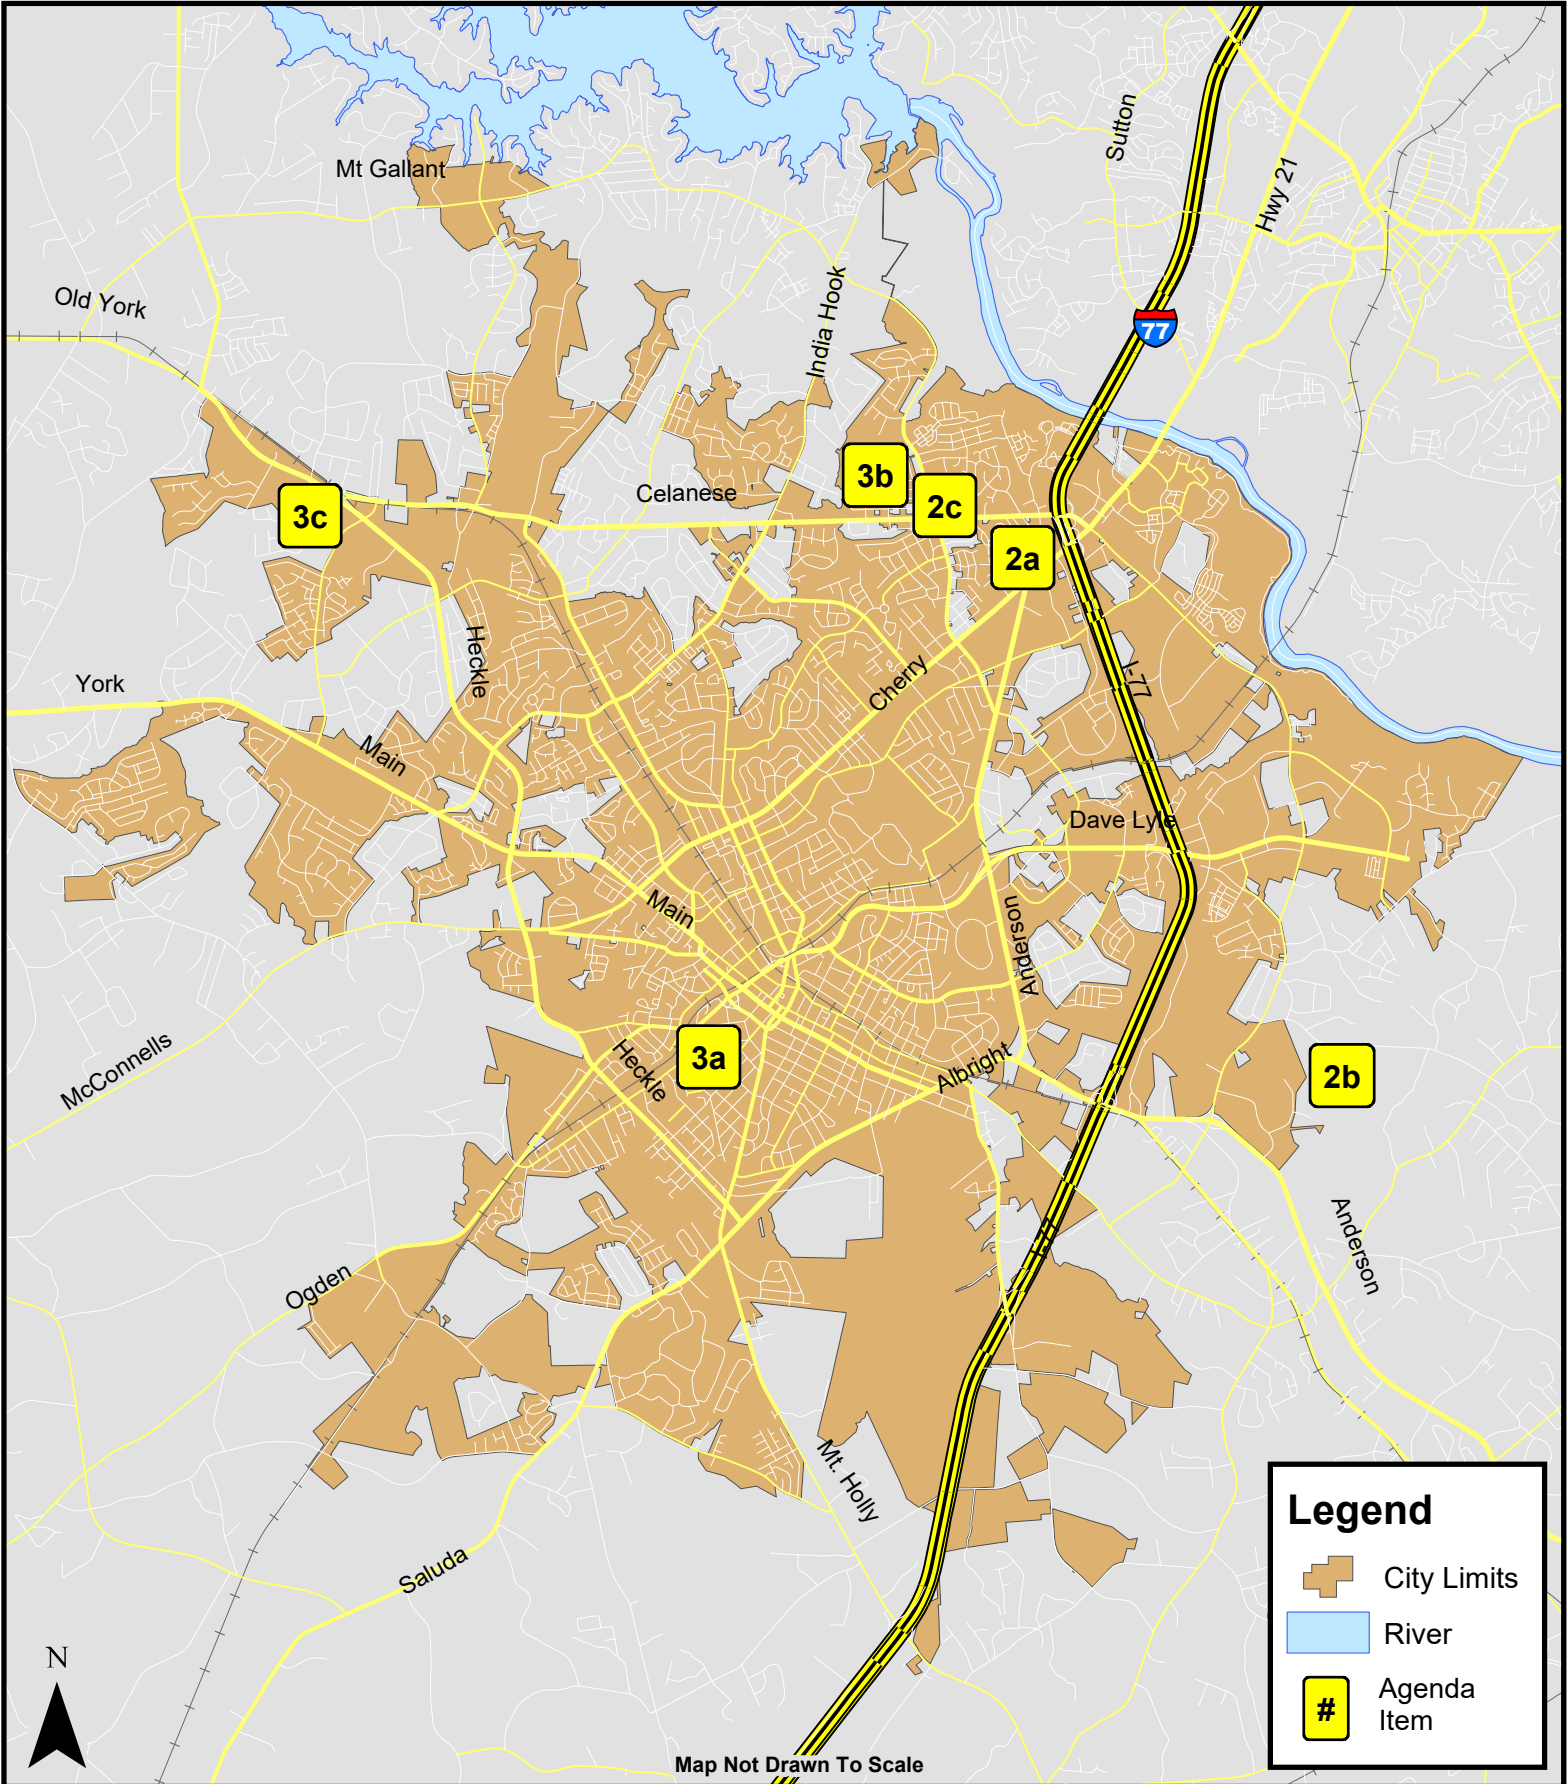 Sutton
Mt Gallant
Hwy 21
Old York
India Hook
77
3b
Celanese
2c
3c
2a
Heckle
Cherry
I-77
York
Main
Dave Lyle
Main
Anderson
McConnells
3a
Heckle
Albright
2b
Anderson
Ogden
Mt. Holly
Saluda
Legend
City Limits
River
#
Agenda
Item
N
Map Not Drawn To Scale